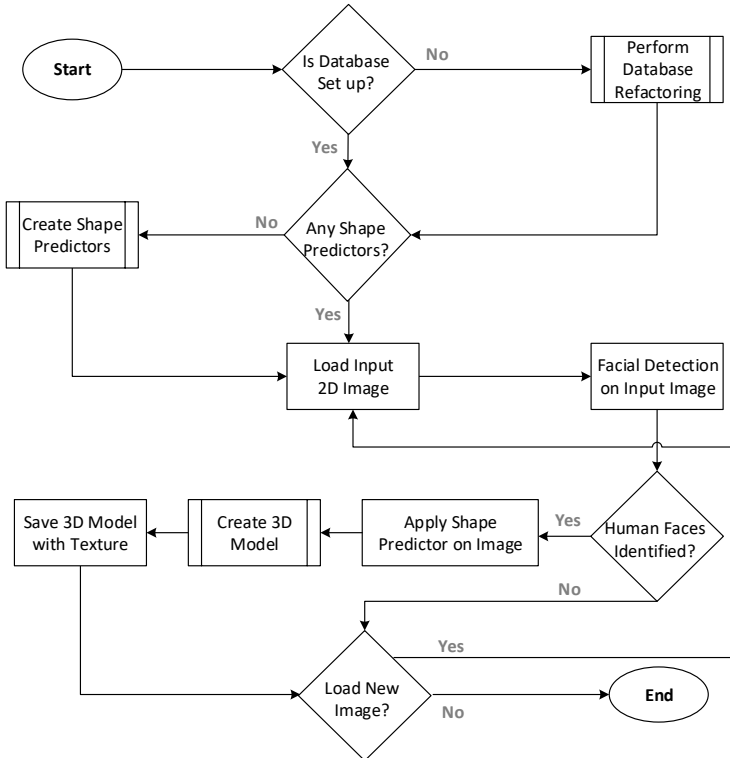 Start
Is Database
Set up?
No
Perform
Database
Refactoring
Yes
Create Shape
Predictors
No
Any Shape
Predictors?
Yes
Load Input
2D Image
Facial Detection
on Input Image
Save 3D Model
with Texture
Create 3D
Model
Apply Shape
Predictor on Image
Yes
Human Faces
Identified?
No
Load New
Image?
Yes
No
End